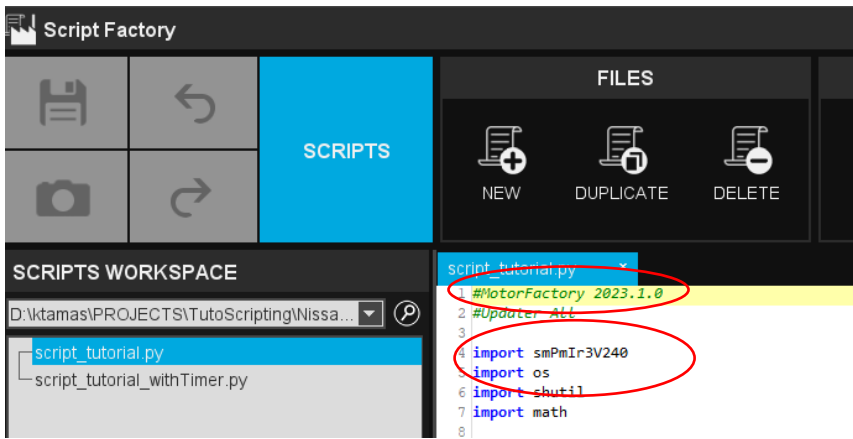 Script Factory
FILES
SCRIPTS
NEW
DUPLICATE
DELETE
SCRIPTS WORKSPACE
D:\ktamas\PROJECTS\TutoScripting\Nissa...
script_tutorial.py
script_tutorial_withTimer.py
script_tutorial.py ×
1 #MotorFactory 2023.1.0
2 #Updater All
3
4 import smPmIr3V240
5 import os
6 import shutil
7 import math
8